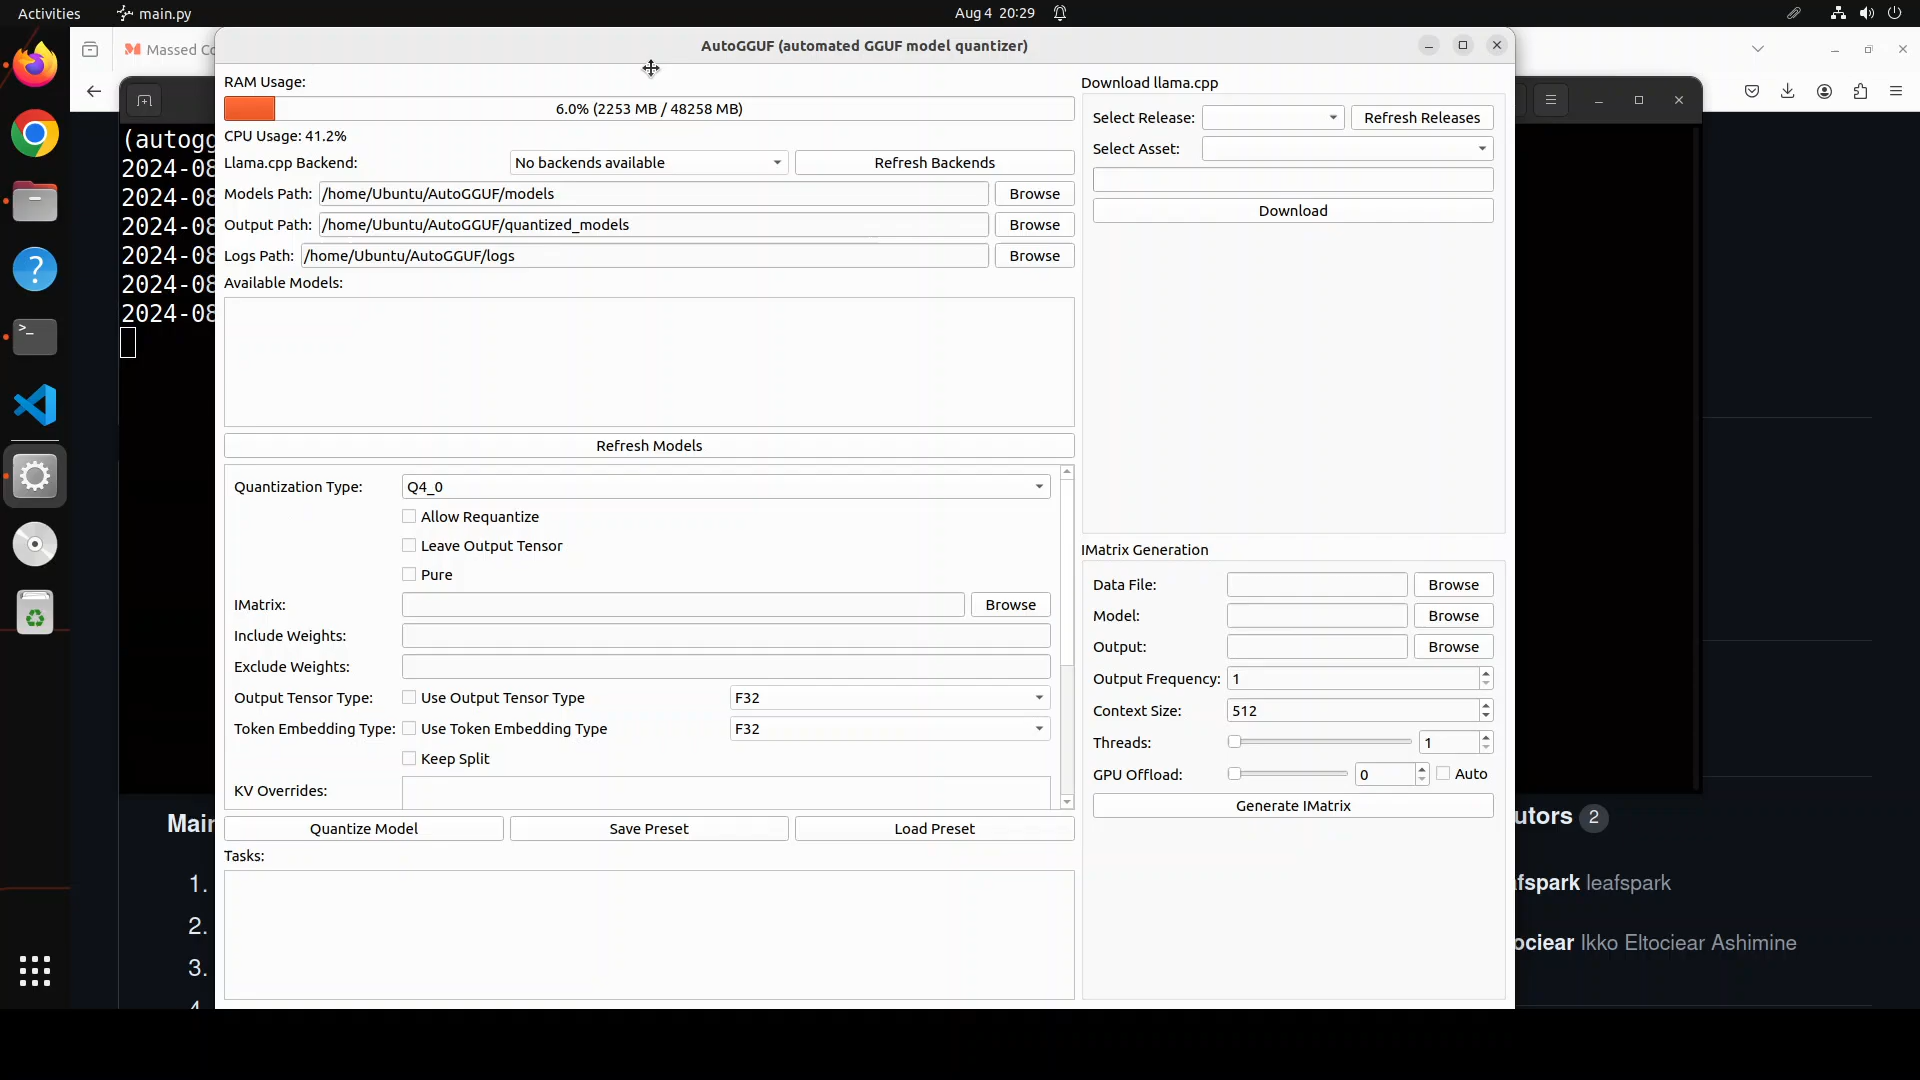 Activities
main.py
Aug 4 20:29
Massed Co
AutoGGUF (automated GGUF model quantizer)
(autogg
2024-08
2024-08
2024-08
2024-08
2024-08
2024-08
RAM Usage:
6.0% (2253 MB / 48258 MB)
CPU Usage: 41.2%
Llama.cpp Backend:
No backends available
Refresh Backends
Models Path:
/home/Ubuntu/AutoGGUF/models
Browse
Output Path:
/home/Ubuntu/AutoGGUF/quantized_models
Browse
Logs Path:
/home/Ubuntu/AutoGGUF/logs
Browse
Available Models:
Refresh Models
Quantization Type:
Q4_0
Allow Requantize
Leave Output Tensor
Pure
IMatrix:
Browse
Include Weights:
Exclude Weights:
Output Tensor Type:
Use Output Tensor Type
F32
Token Embedding Type:
Use Token Embedding Type
F32
Keep Split
KV Overrides:
Quantize Model
Save Preset
Load Preset
Tasks:
Download llama.cpp
Select Release:
Refresh Releases
Select Asset:
Download
IMatrix Generation
Data File:
Browse
Model:
Browse
Output:
Browse
Output Frequency:
1
Context Size:
512
Threads:
1
GPU Offload:
0
Auto
Generate IMatrix
Main
1.
2.
3.
utors 2
fspark leafspark
ociear Ikko Eltociear Ashimine